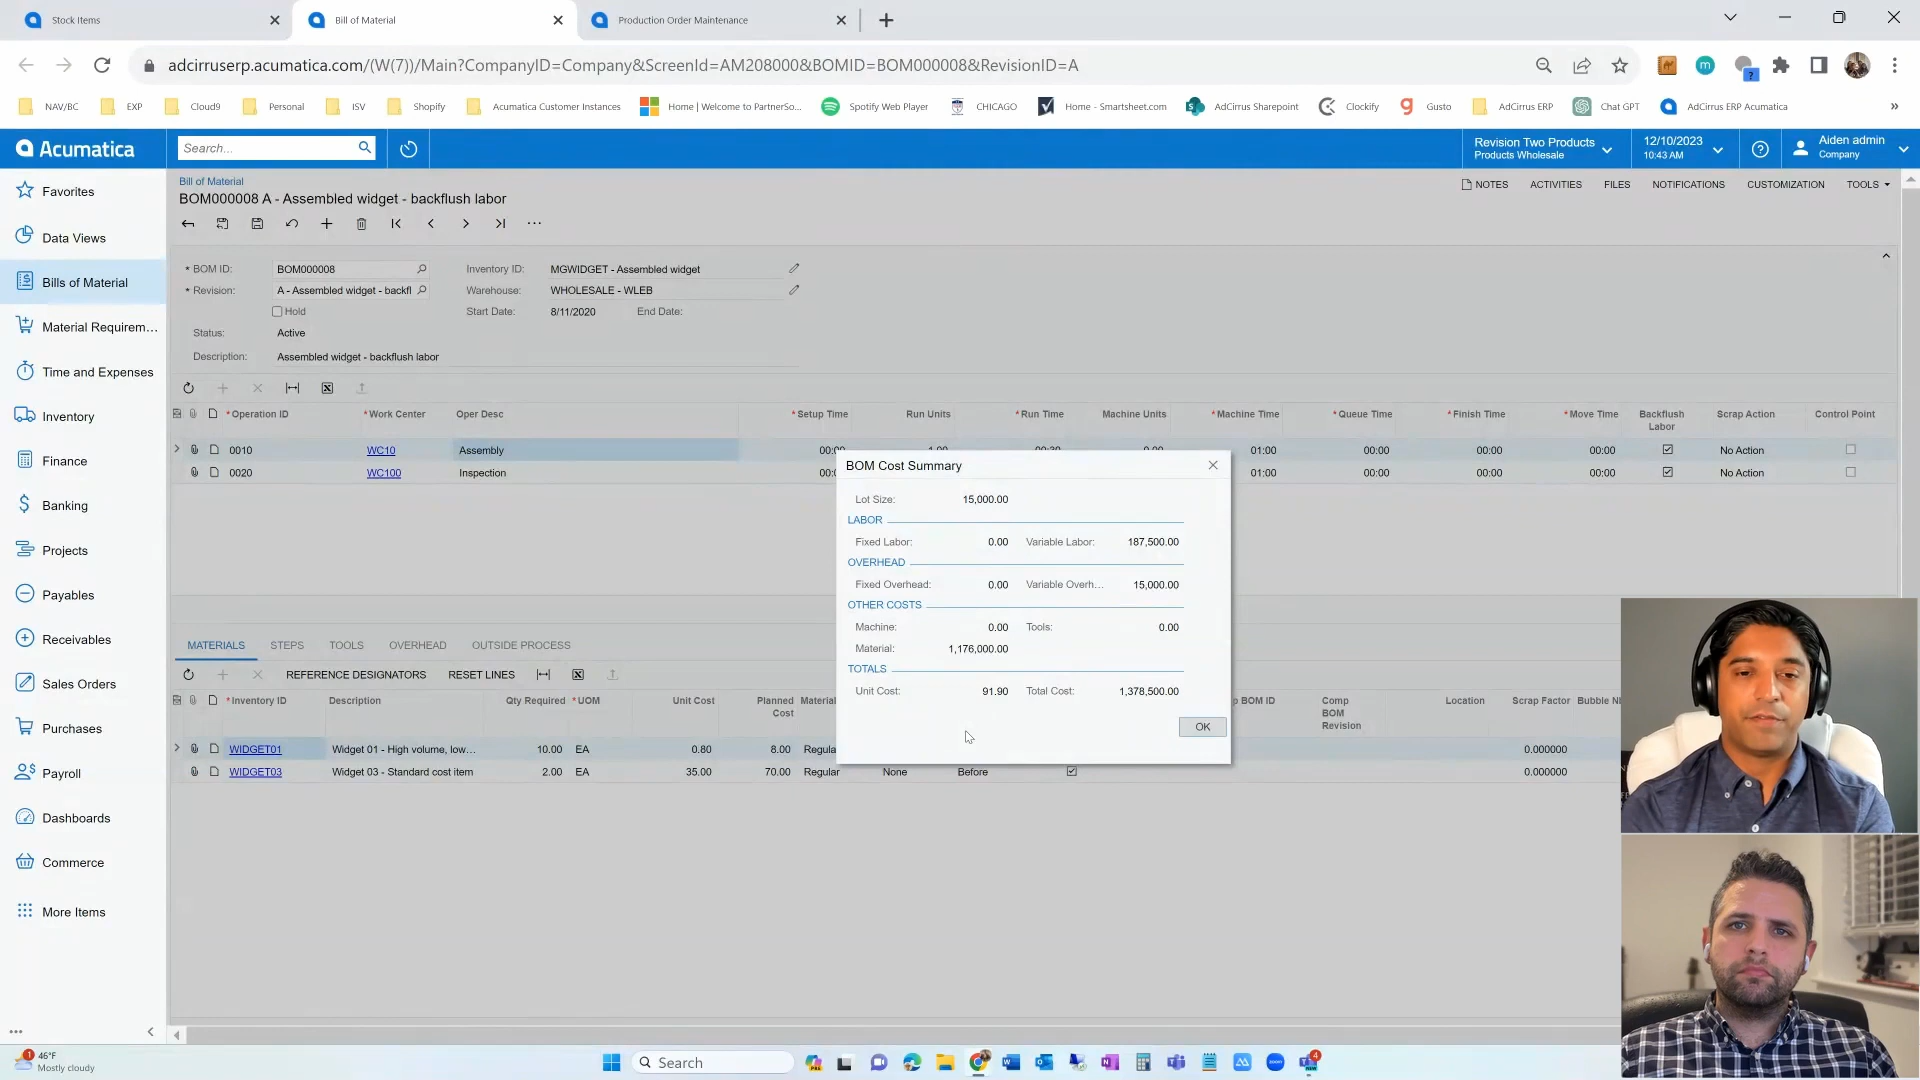 Stock Items
Bill of Material
Production Order Maintenance
adcirruserp.acumatica.com/(W(7))/Main?CompanyID=Company&ScreenId=AM208000&BOMID=BOM000008&RevisionID=A
NAV/BC EXP Cloud9 Personal ISV Shopify Acumatica Customer Instances Home | Welcome to PartnerSo... Spotify Web Player CHICAGO Home - Smartsheet.com AdCirrus Sharepoint Clockify Gusto AdCirrus ERP Chat GPT AdCirrus ERP Acumatica »
Acumatica Search... Revision Two Products 12/10/2023 Aiden admin
Products Wholesale 10:43 AM Company
Favorites
Data Views
Bills of Material
Material Requirem...
Time and Expenses
Inventory
Finance
Banking
Projects
Payables
Receivables
Sales Orders
Purchases
Payroll
Dashboards
Commerce
More Items
Bill of Material
NOTES ACTIVITIES FILES NOTIFICATIONS CUSTOMIZATION TOOLS
BOM000008 A - Assembled widget - backflush labor
* BOM ID: BOM000008 Inventory ID: MGWIDGET - Assembled widget
* Revision: A - Assembled widget - backfl Warehouse: WHOLESALE - WLEB
Hold Start Date: 8/11/2020 End Date:
Status: Active
Description: Assembled widget - backflush labor
* Operation ID * Work Center Oper Desc * Setup Time Run Units * Run Time Machine Units * Machine Time * Queue Time * Finish Time * Move Time Backflush Labor Scrap Action Control Point
0010 WC10 Assembly 00:00 1.00 00:30 0.00 01:00 00:00 00:00 00:00 No Action
0020 WC100 Inspection 00:0 01:00 00:00 00:00 00:00 No Action
BOM Cost Summary
Lot Size: 15,000.00
LABOR
Fixed Labor: 0.00 Variable Labor: 187,500.00
OVERHEAD
Fixed Overhead: 0.00 Variable Overh... 15,000.00
OTHER COSTS
Machine: 0.00 Tools: 0.00
Material: 1,176,000.00
TOTALS
Unit Cost: 91.90 Total Cost: 1,378,500.00
OK
MATERIALS STEPS TOOLS OVERHEAD OUTSIDE PROCESS
REFERENCE DESIGNATORS RESET LINES
* Inventory ID Description Qty Required * UOM Unit Cost Planned Cost Material p BOM ID Comp BOM Revision Location Scrap Factor Bubble
WIDGET01 Widget 01 - High volume, low... 10.00 EA 0.80 8.00 Regula 0.000000
WIDGET03 Widget 03 - Standard cost item 2.00 EA 35.00 70.00 Regular None Before 0.000000
1 46°F
Mostly cloudy
Search
4